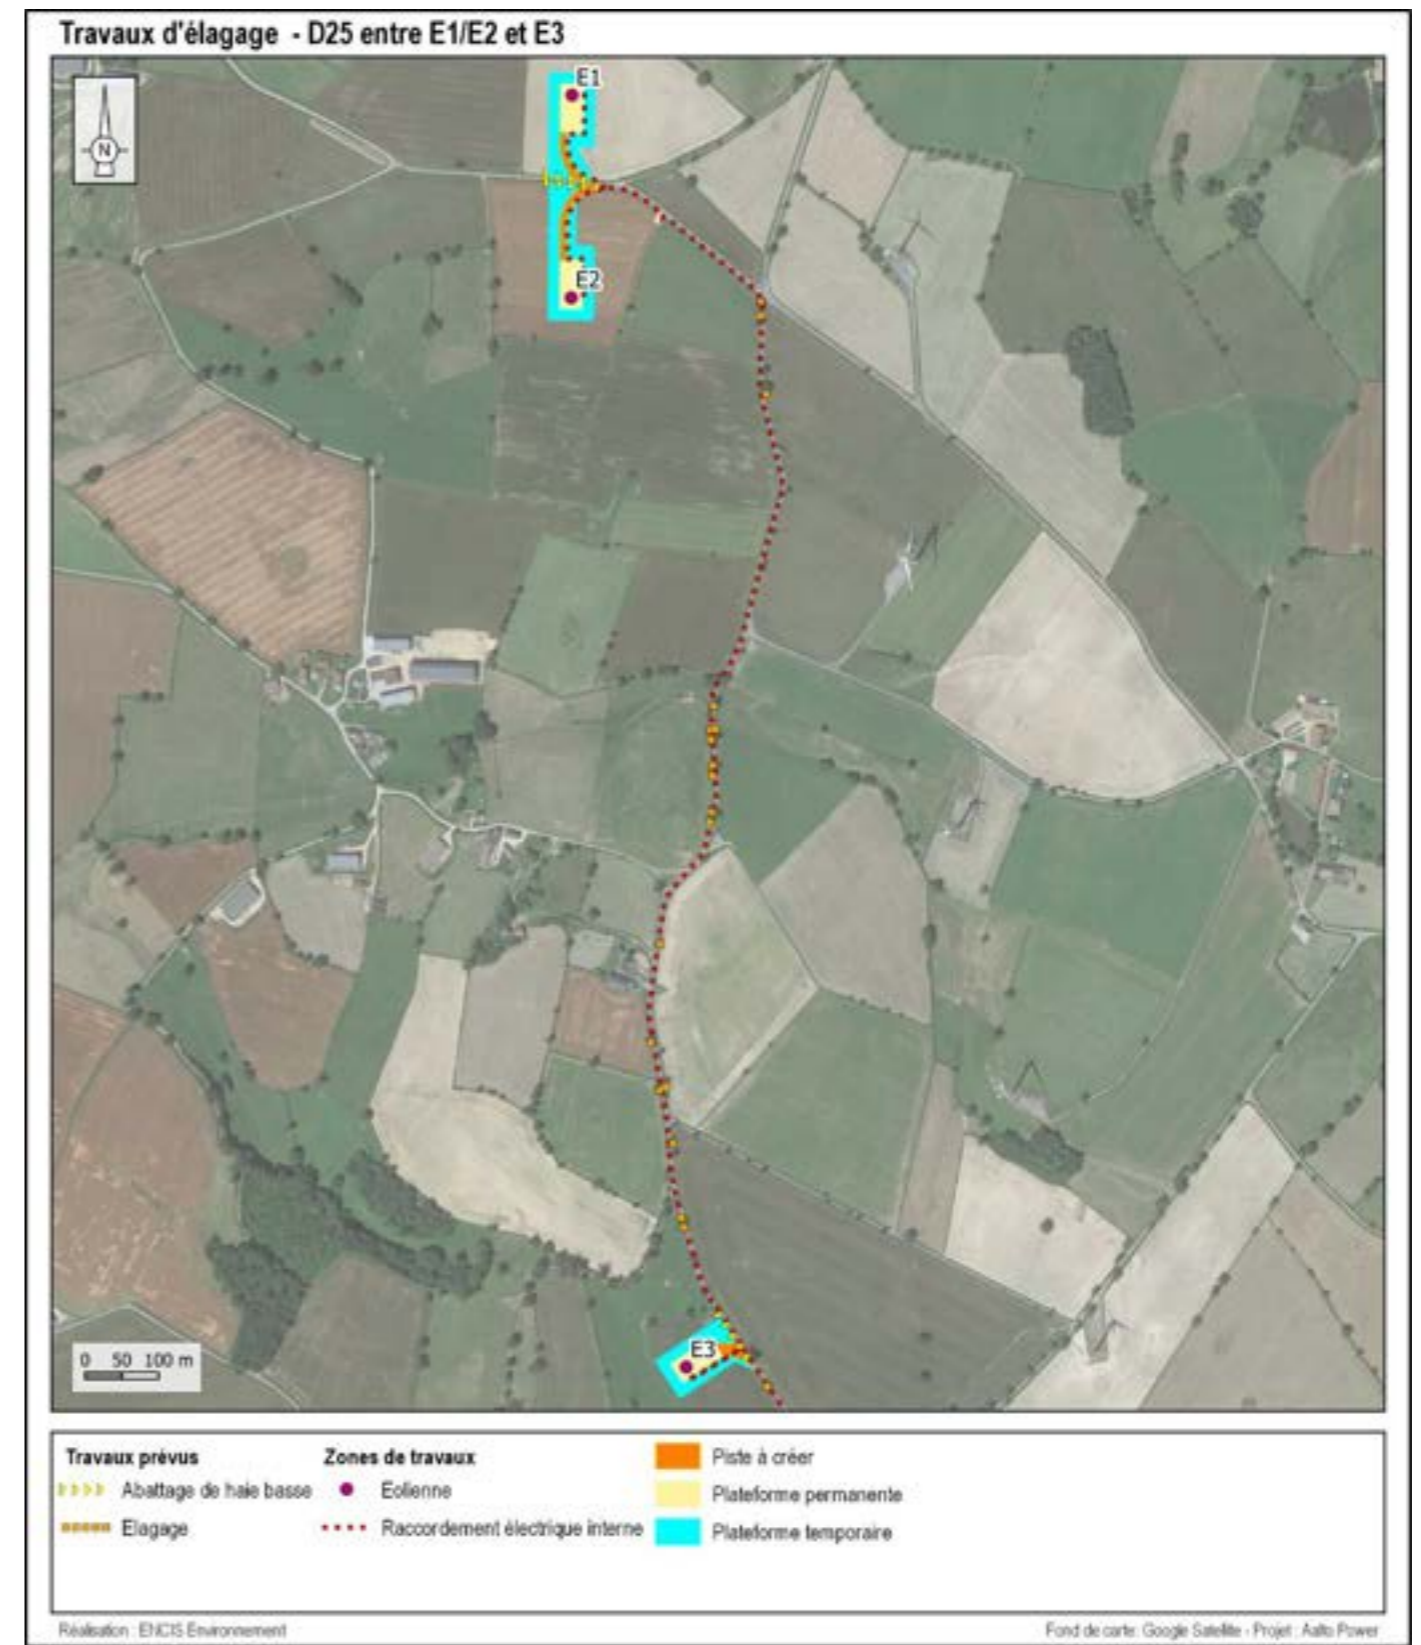 Travaux d'élagage - D25 entre E1/E2 et E3
E1
N
E2
E3
0 50 100 m
Travaux prévus
Abattage de haie basse
Elagage
Zones de travaux
Eolienne
Raccordement électrique interne
Piste à créer
Plateforme permanente
Plateforme temporaire
Réalisation : ENCIS Environnement
Fond de carte: Google Satellite - Projet : Aalto Power